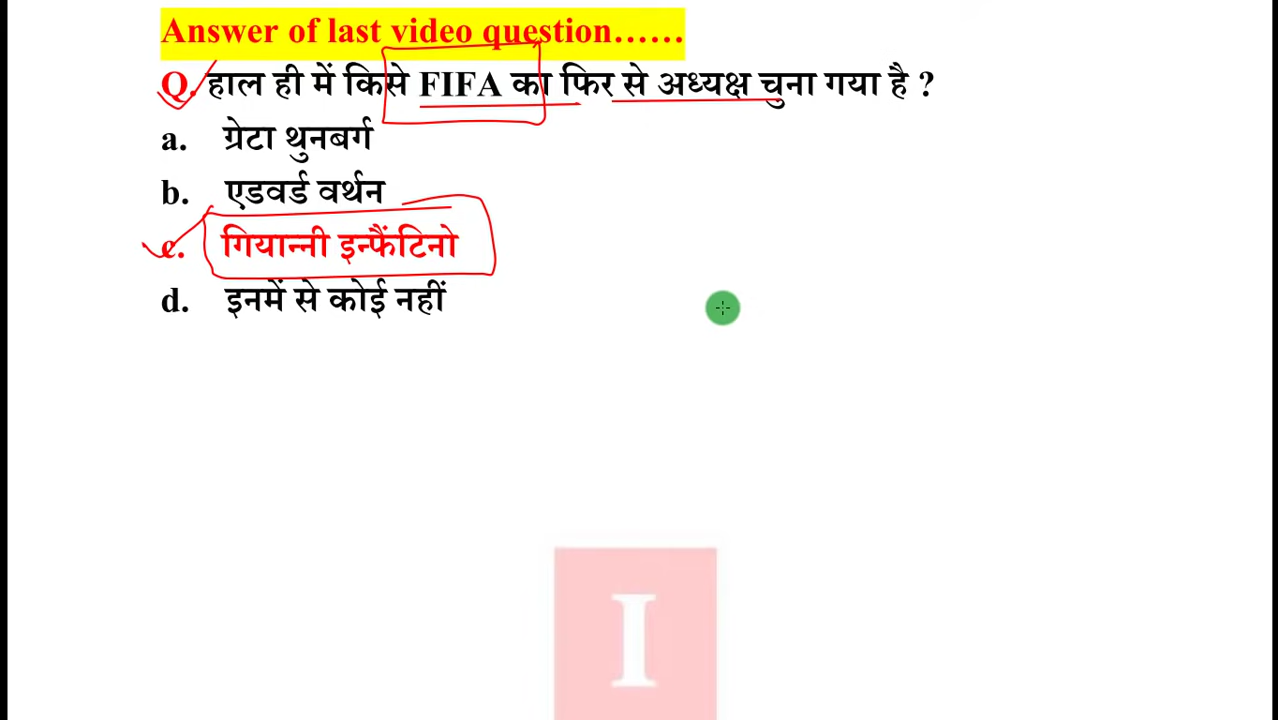 Answer of last video question......
Q. हाल ही में किसे FIFA का फिर से अध्यक्ष चुना गया है ?
a. ग्रेटा थुनबर्ग
b. एडवर्ड वर्थन
c. गियान्नी इन्फैंटिनो
d. इनमें से कोई नहीं
I